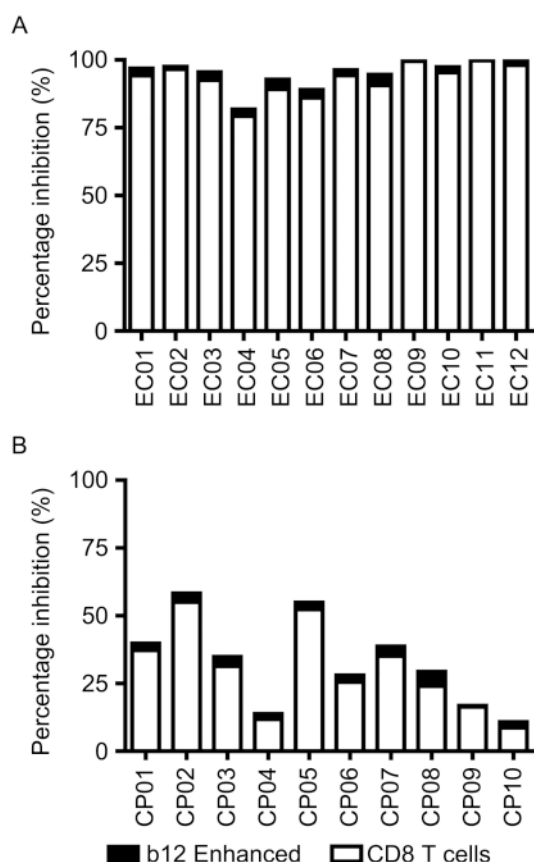 A
Percentage inhibition (%)
100
75
50
25
0
EC01
EC02
EC03
EC04
EC05
EC06
EC07
EC08
EC09
EC10
EC11
EC12
B
Percentage inhibition (%)
100
75
50
25
0
CP01
CP02
CP03
CP04
CP05
CP06
CP07
CP08
CP09
CP10
b12 Enhanced
CD8 T cells